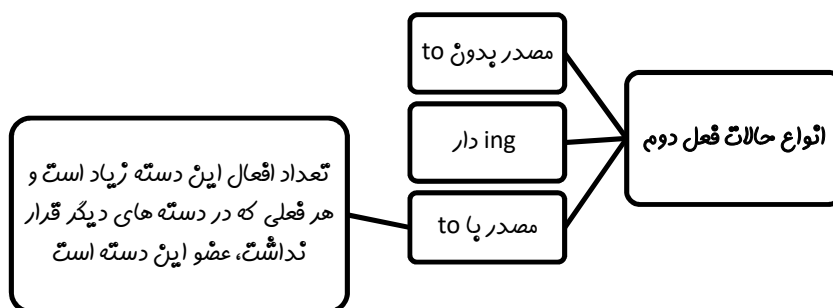 انواع حالات فعل دوم
مصدر بدون to
ing دار
مصدر با to
تعداد افعال این دسته زیاد است و
هر فعلی که در دسته های دیگر قرار
نداشت، عضو این دسته است